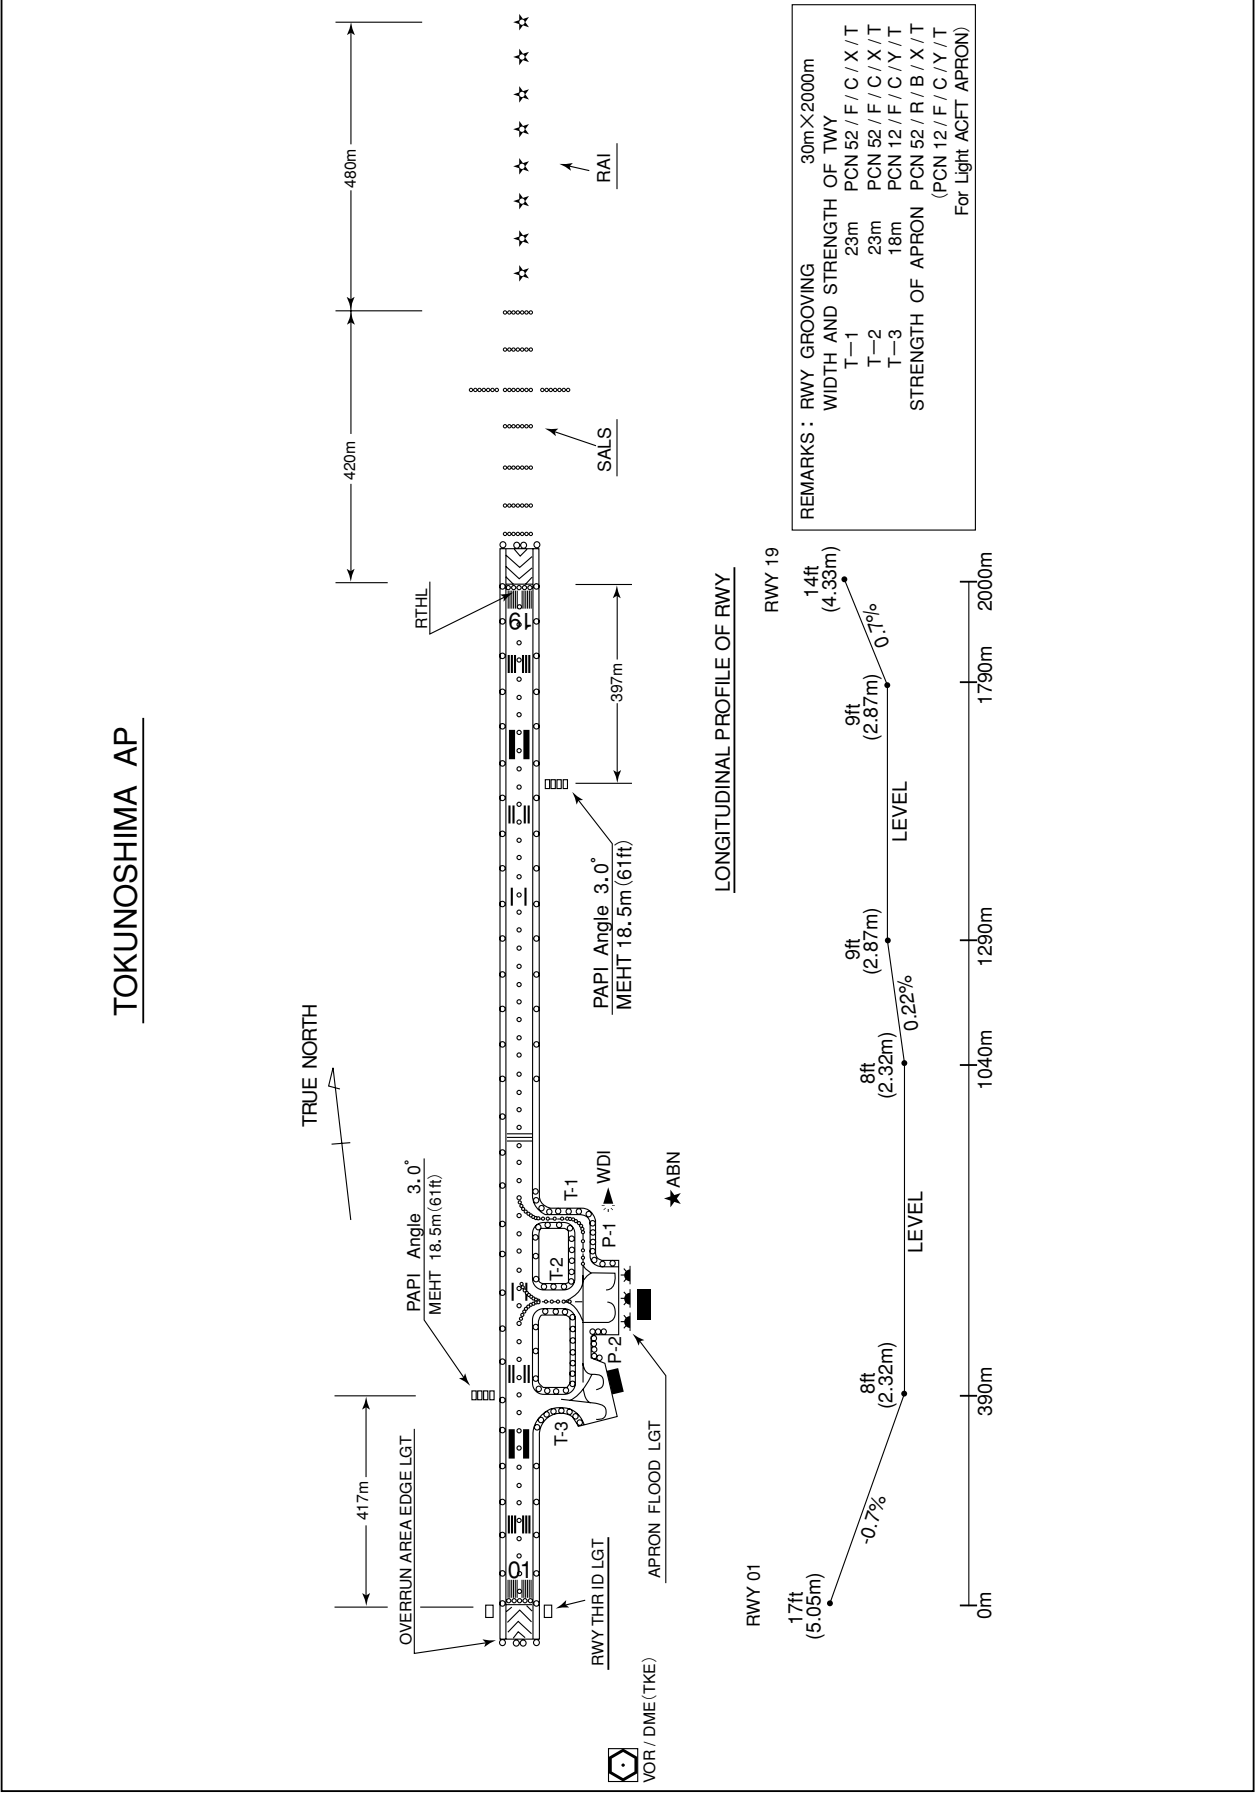 TOKUNOSHIMA AP
TRUE NORTH
480m
420m
RAI
SALS
RTHL
397m
PAPI Angle 3.0°
MEHT 18.5m(61ft)
PAPI Angle 3.0°
MEHT 18.5m(61ft)
417m
OVERRUN AREA EDGE LGT
RWY THR ID LGT
APRON FLOOD LGT
VOR / DME(TKE)
01
19
T-1
T-2
T-3
P-1
P-2
WDI
ABN
LONGITUDINAL PROFILE OF RWY
RWY 01
17ft
(5.05m)
-0.7%
8ft
(2.32m)
LEVEL
8ft
(2.32m)
0.22%
9ft
(2.87m)
LEVEL
9ft
(2.87m)
0.7%
RWY 19
14ft
(4.33m)
0m
390m
1040m
1290m
1790m
2000m
REMARKS : RWY GROOVING 30m×2000m
WIDTH AND STRENGTH OF TWY
T—1 23m PCN 52 / F / C / X / T
T—2 23m PCN 52 / F / C / X / T
T—3 18m PCN 12 / F / C / Y / T
STRENGTH OF APRON PCN 52 / R / B / X / T
(PCN 12 / F / C / Y / T
For Light ACFT APRON)